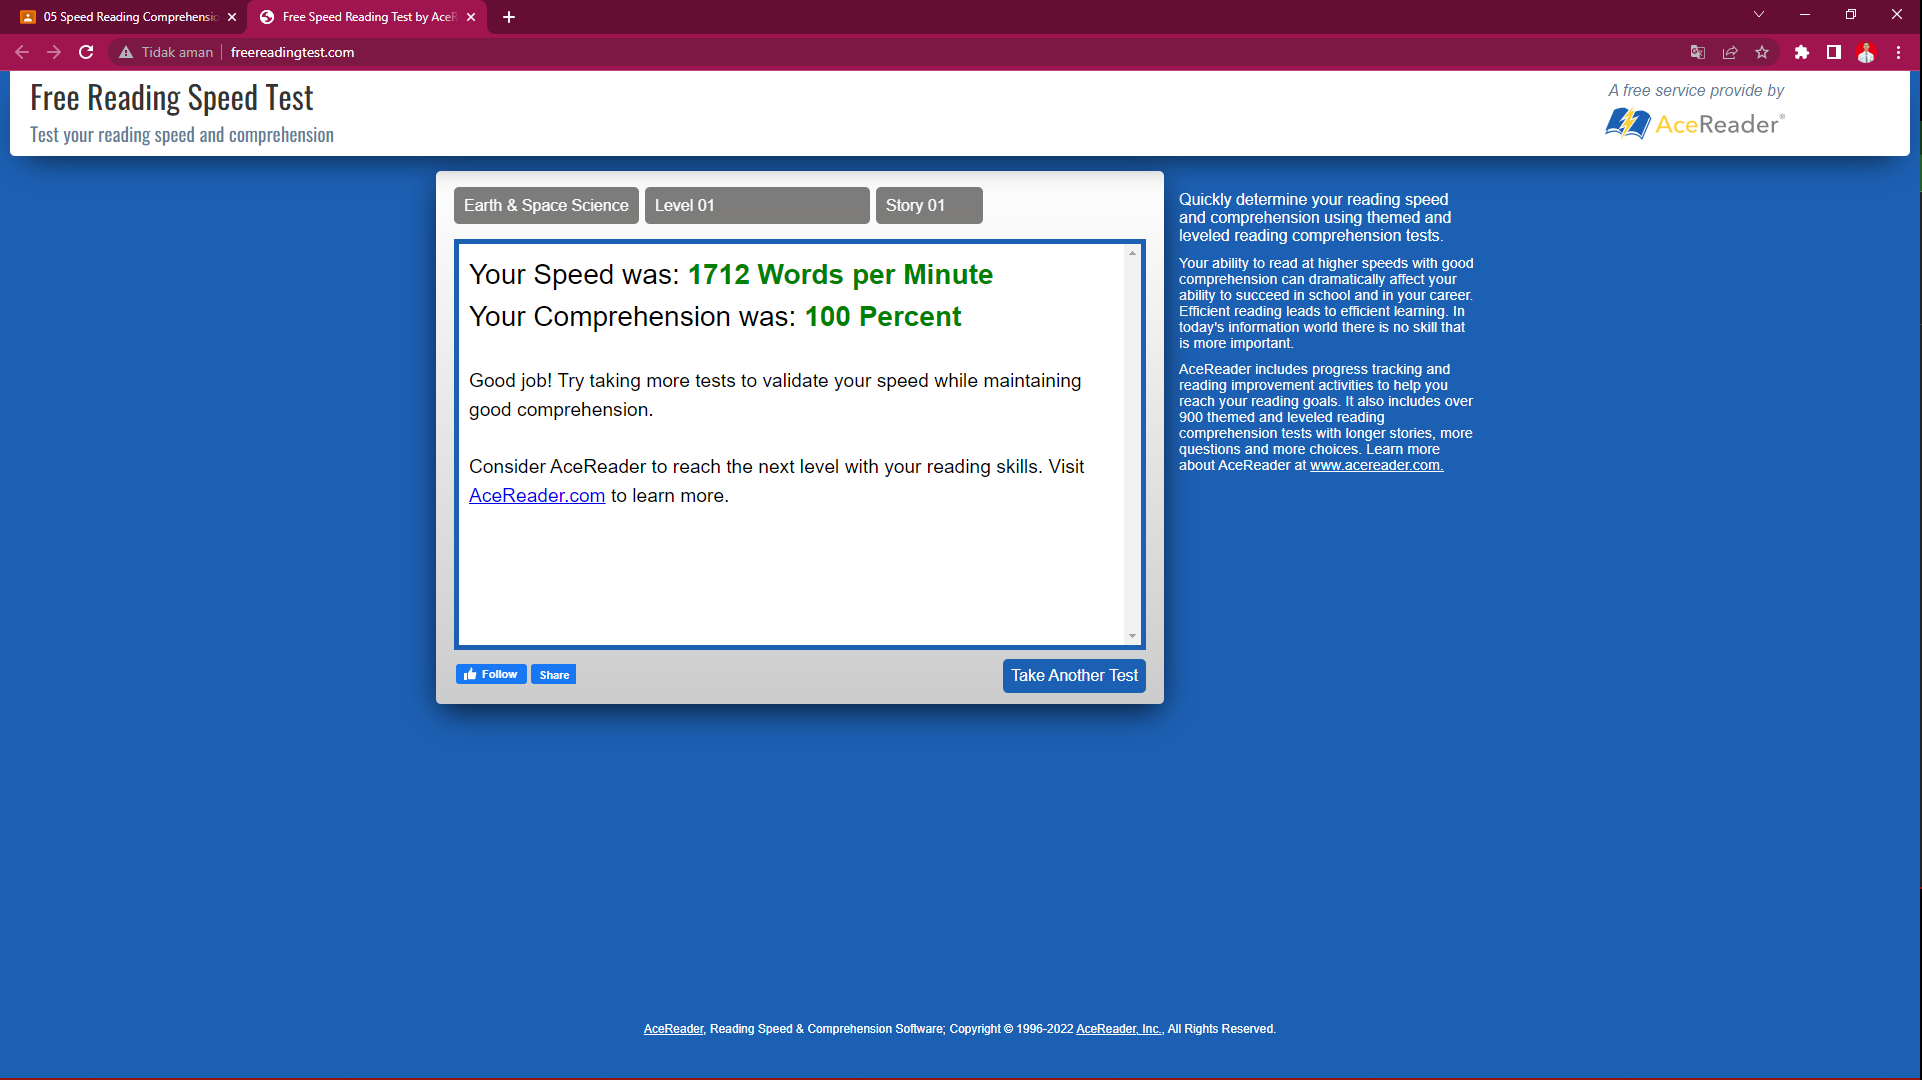 05 Speed Reading Comprehensio
Free Speed Reading Test by AceR
Tidak aman
freereadingtest.com
Free Reading Speed Test
Test your reading speed and comprehension
A free service provide by
AceReader®
Earth & Space Science
Level 01
Story 01
Your Speed was: 1712 Words per Minute
Your Comprehension was: 100 Percent
Good job! Try taking more tests to validate your speed while maintaining
good comprehension.
Consider AceReader to reach the next level with your reading skills. Visit
AceReader.com to learn more.
Follow
Share
Take Another Test
Quickly determine your reading speed
and comprehension using themed and
leveled reading comprehension tests.
Your ability to read at higher speeds with good
comprehension can dramatically affect your
ability to succeed in school and in your career.
Efficient reading leads to efficient learning. In
today's information world there is no skill that
is more important.
AceReader includes progress tracking and
reading improvement activities to help you
reach your reading goals. It also includes over
900 themed and leveled reading
comprehension tests with longer stories, more
questions and more choices. Learn more
about AceReader at www.acereader.com.
AceReader, Reading Speed & Comprehension Software; Copyright © 1996-2022 AceReader, Inc., All Rights Reserved.